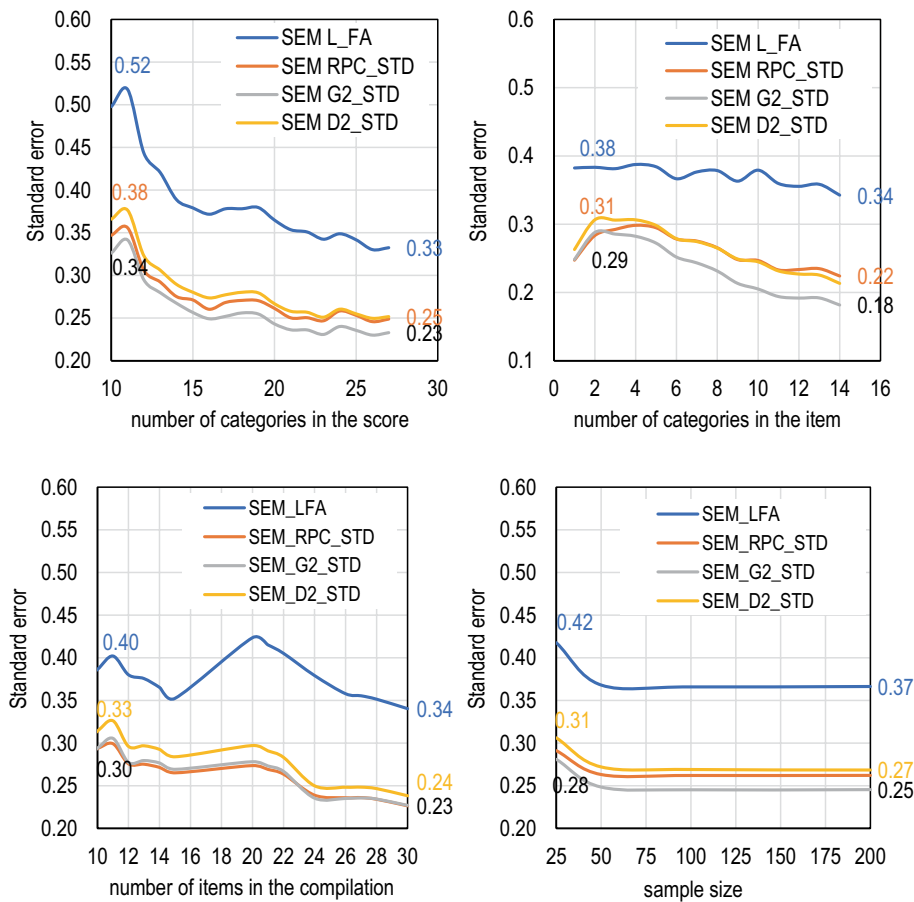 0.60
0.55
0.50
0.45
0.40
0.35
0.30
0.25
0.20
Standard error
SEM L_FA
SEM RPC_STD
SEM G2_STD
SEM D2_STD
0.52
0.38
0.34
0.33
0.25
0.23
10 15 20 25 30
number of categories in the score
0.6
0.5
0.4
0.3
0.2
0.1
Standard error
SEM L_FA
SEM RPC_STD
SEM G2_STD
SEM D2_STD
0.38
0.31
0.29
0.34
0.22
0.18
0 2 4 6 8 10 12 14 16
number of categories in the item
0.60
0.55
0.50
0.45
0.40
0.35
0.30
0.25
0.20
Standard error
SEM_LFA
SEM_RPC_STD
SEM_G2_STD
SEM_D2_STD
0.40
0.33
0.30
0.34
0.24
0.23
10 12 14 16 18 20 22 24 26 28 30
number of items in the compilation
0.60
0.55
0.50
0.45
0.40
0.35
0.30
0.25
0.20
Standard error
SEM_LFA
SEM_RPC_STD
SEM_G2_STD
SEM_D2_STD
0.42
0.31
0.28
0.37
0.27
0.25
25 50 75 100 125 150 175 200
sample size